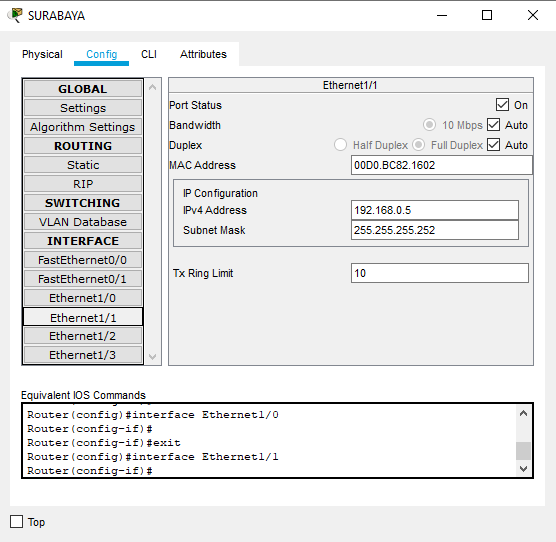 SURABAYA
Physical Config CLI Attributes
GLOBAL
Settings
Algorithm Settings
ROUTING
Static
RIP
SWITCHING
VLAN Database
INTERFACE
FastEthernet0/0
FastEthernet0/1
Ethernet1/0
Ethernet1/1
Ethernet1/2
Ethernet1/3
Ethernet1/1
Port Status On
Bandwidth 10 Mbps Auto
Duplex Half Duplex Full Duplex Auto
MAC Address 00D0.BC82.1602
IP Configuration
IPv4 Address 192.168.0.5
Subnet Mask 255.255.255.252
Tx Ring Limit 10
Equivalent IOS Commands
Router(config)#interface Ethernet1/0
Router(config-if)#
Router(config-if)#exit
Router(config)#interface Ethernet1/1
Router(config-if)#
Top